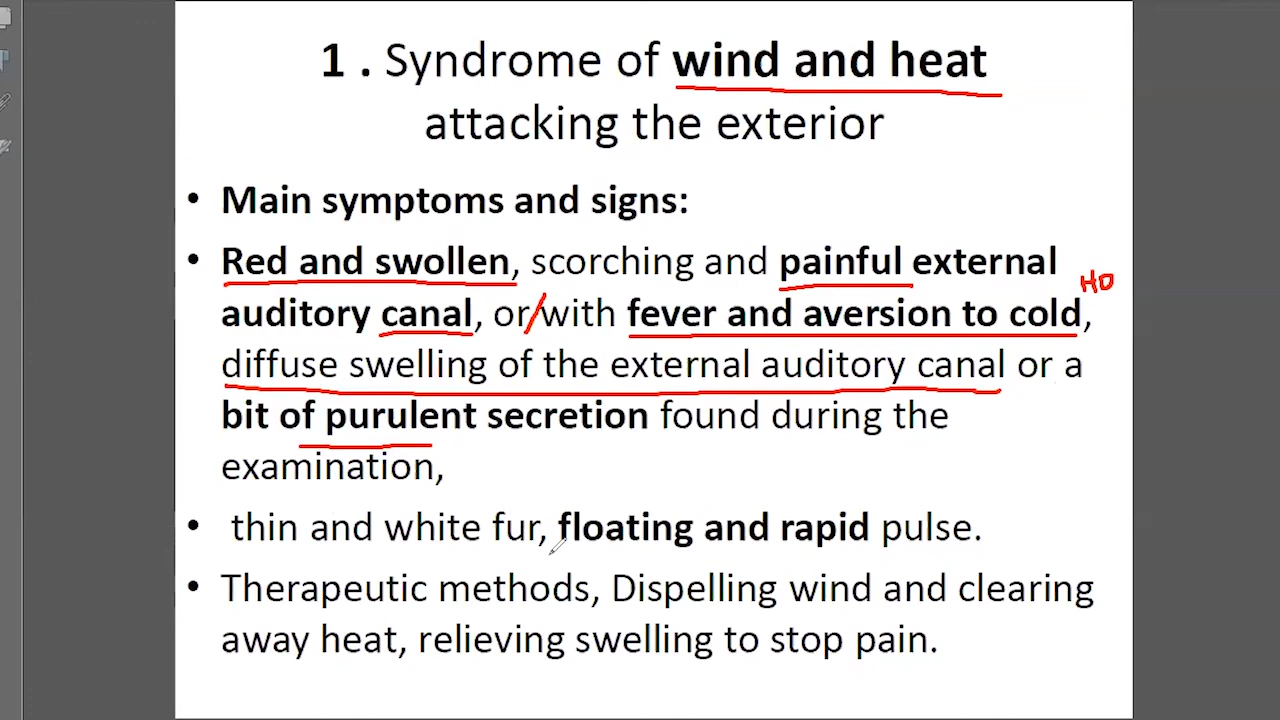 1 . Syndrome of wind and heat
attacking the exterior
• Main symptoms and signs:
• Red and swollen, scorching and painful external
HO
auditory canal, or/with fever and aversion to cold,
diffuse swelling of the external auditory canal or a
bit of purulent secretion found during the
examination,
• thin and white fur, floating and rapid pulse.
• Therapeutic methods, Dispelling wind and clearing
away heat, relieving swelling to stop pain.